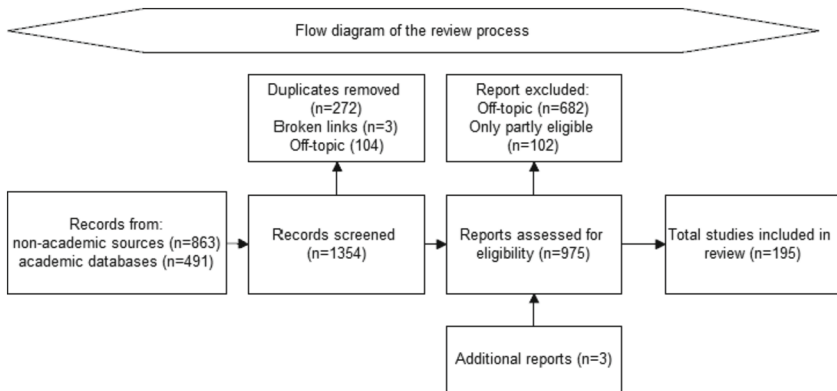 Flow diagram of the review process
Duplicates removed
(n=272)
Broken links (n=3)
Off-topic (104)
Report excluded:
Off-topic (n=682)
Only partly eligible
(n=102)
Records from:
non-academic sources (n=863)
academic databases (n=491)
Records screened
(n=1354)
Reports assessed for
eligibility (n=975)
Total studies included in
review (n=195)
Additional reports (n=3)